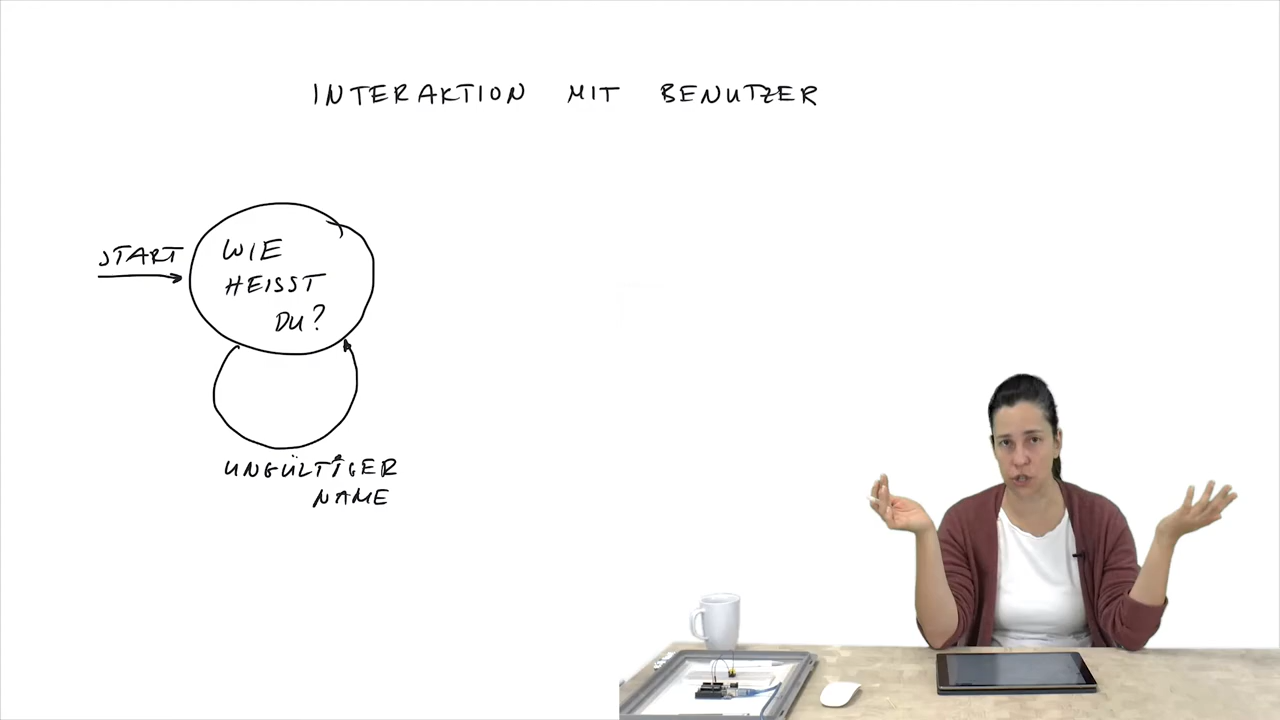 INTERAKTION MIT BENUTZER
START
WIE
HEISST
DU?
UNGÜLTIGER
NAME